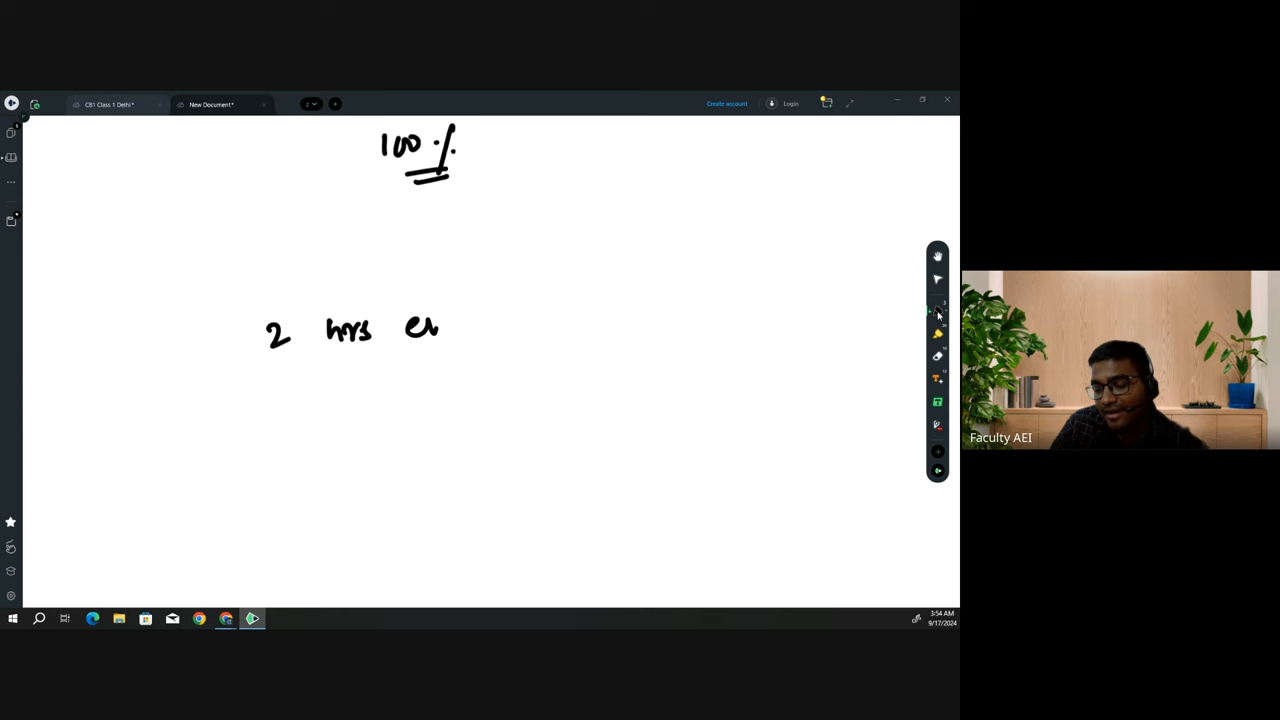 CB1 Class 1 Delhi*
New Document*
2
Create account
Login
100 %
2 hrs
Faculty AEI
3:54 AM
9/17/2024